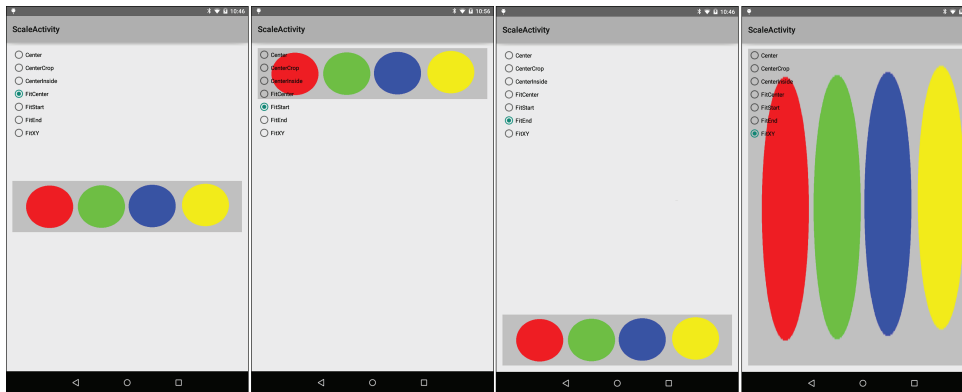 10:46
ScaleActivity
Center
CenterCrop
CenterInside
FitCenter
FitStart
FitEnd
FitXY
10:56
ScaleActivity
Center
CenterCrop
CenterInside
FitCenter
FitStart
FitEnd
FitXY
10:46
ScaleActivity
Center
CenterCrop
CenterInside
FitCenter
FitStart
FitEnd
FitXY
ScaleActivity
Center
CenterCrop
CenterInside
FitCenter
FitStart
FitEnd
FitXY